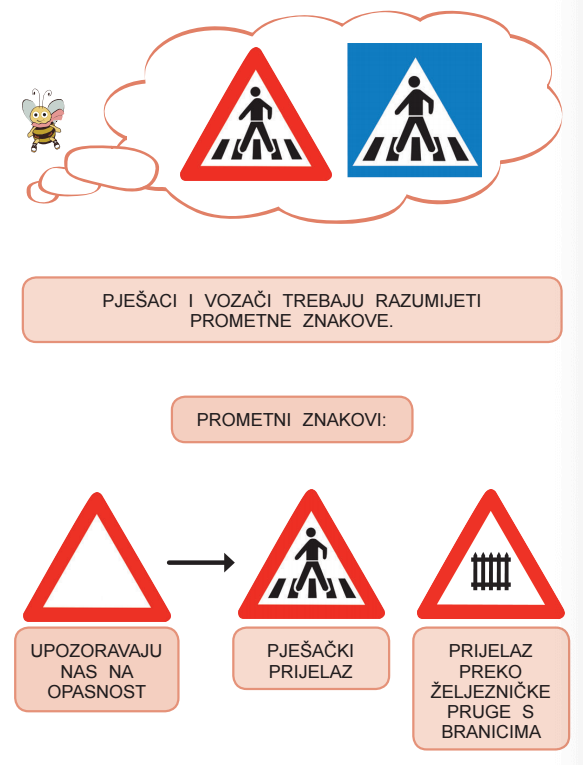 PJEŠACI I VOZAČI TREBAJU RAZUMIJETI
PROMETNE ZNAKOVE.
PROMETNI ZNAKOVI:
UPOZORAVAJU
NAS NA
OPASNOST
PJEŠAČKI
PRIJELAZ
PRIJELAZ
PREKO
ŽELJEZNIČKE
PRUGE S
BRANICIMA